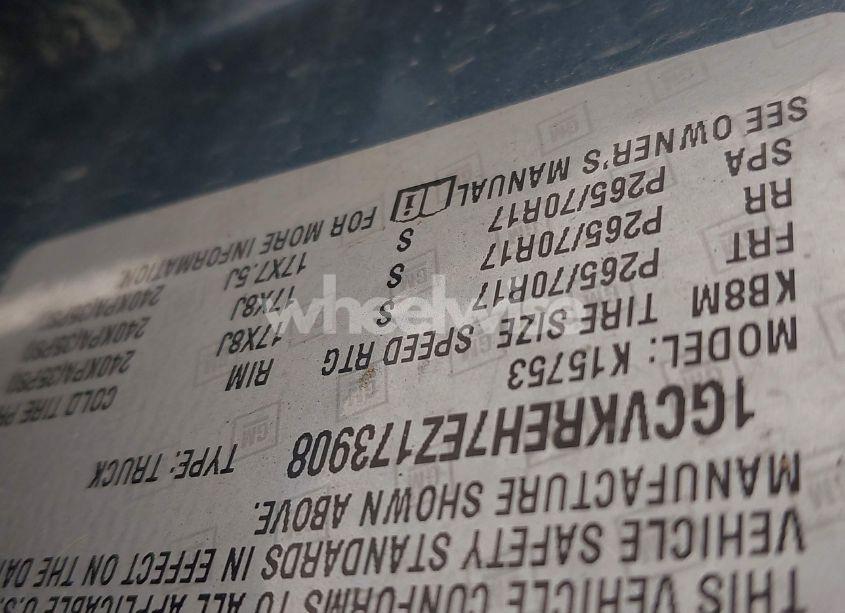 THIS VEHICLE CONFORMS TO ALL APPLICABLE U.S.
VEHICLE SAFETY STANDARDS IN EFFECT ON THE
MANUFACTURE SHOWN ABOVE.
1GCVKREH7EZ173908 TYPE: TRUCK
MODEL: K15753
KB8M TIRE SIZE SPEED RTG RIM COLD TIRE
FRT P265/70R17 S 17X8J 240KPA(35PSI)
RR P265/70R17 S 17X8J 240KPA(35PSI)
SPA P265/70R17 S 17X7.5J 240KPA(35PSI)
SEE OWNER'S MANUAL i FOR MORE INFORMATION.
wheelwire